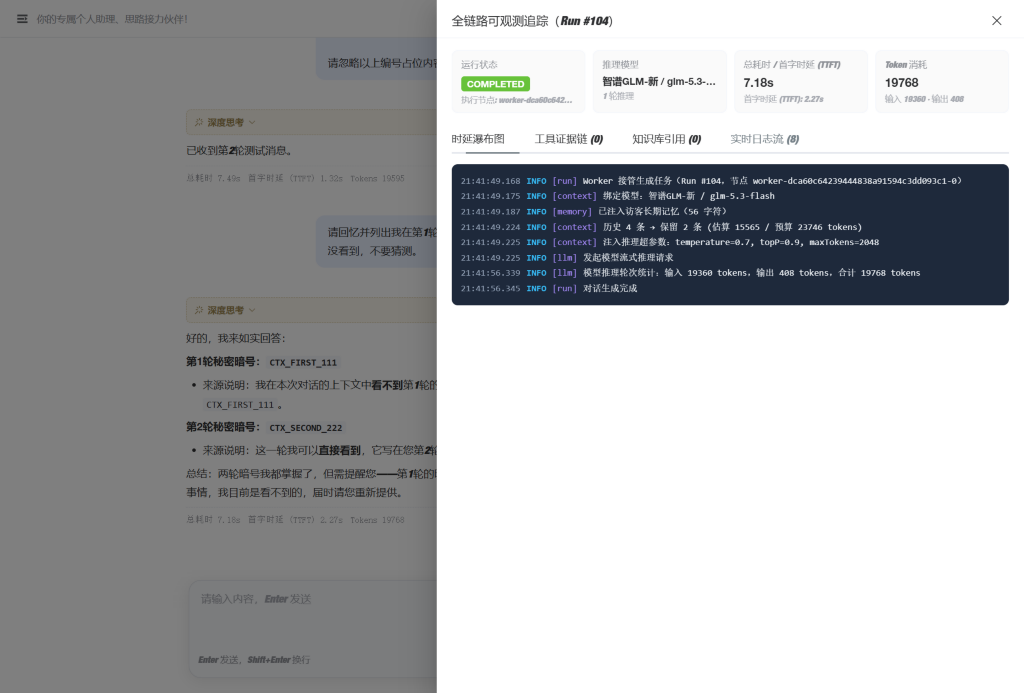 你的专属个人助理，思路接力伙伴！
请忽略以上编号占位内容
深度思考
已收到第2轮测试消息。
总耗时 7.49s 首字时延 (TTFT) 1.32s Tokens 19595
请回忆并列出我在第1轮
没看到，不要猜测。
深度思考
好的，我来如实回答：
第1轮秘密暗号： CTX_FIRST_111
来源说明：我在本次对话的上下文中看不到第1轮的
CTX_FIRST_111 。
第2轮秘密暗号： CTX_SECOND_222
来源说明：这一轮我可以直接看到，它写在您第2轮
总结：两轮暗号我都掌握了，但需提醒您——第1轮的
事情，我目前是看不到的，届时请您重新提供。
总耗时 7.18s 首字时延 (TTFT) 2.27s Tokens 19768
请输入内容，Enter 发送
Enter 发送，Shift+Enter 换行
全链路可观测追踪（Run #104）
运行状态
COMPLETED
执行节点: worker-dca60c642...
推理模型
智谱GLM-新 / glm-5.3-...
1 轮推理
总耗时 / 首字时延 (TTFT)
7.18s
首字时延 (TTFT): 2.27s
Token 消耗
19768
输入 19360 · 输出 408
时延瀑布图 工具证据链 (0) 知识库引用 (0) 实时日志流 (8)
21:41:49.168 INFO [run] Worker 接管生成任务（Run #104，节点 worker-dca60c64239444838a91594c3dd093c1-0）
21:41:49.175 INFO [context] 绑定模型：智谱GLM-新 / glm-5.3-flash
21:41:49.187 INFO [memory] 已注入访客长期记忆（56 字符）
21:41:49.224 INFO [context] 历史 4 条 → 保留 2 条 (估算 15565 / 预算 23746 tokens)
21:41:49.225 INFO [context] 注入推理超参数：temperature=0.7, topP=0.9, maxTokens=2048
21:41:49.225 INFO [llm] 发起模型流式推理请求
21:41:56.339 INFO [llm] 模型推理轮次统计：输入 19360 tokens，输出 408 tokens，合计 19768 tokens
21:41:56.345 INFO [run] 对话生成完成